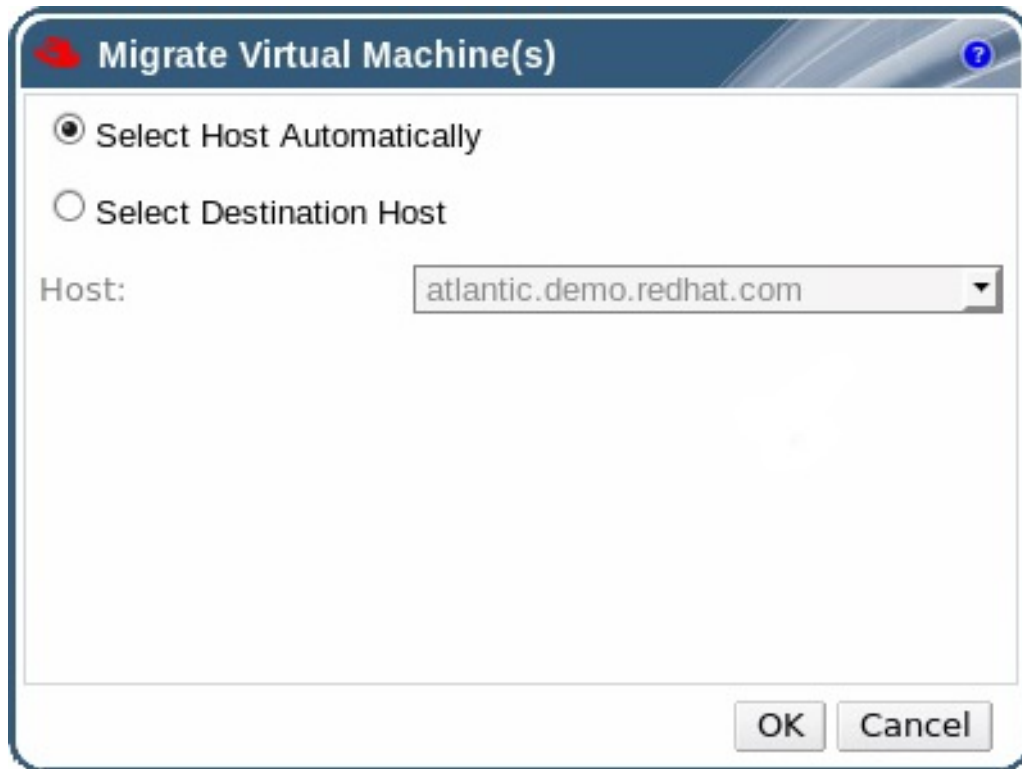 Migrate Virtual Machine(s)
?
Select Host Automatically
Select Destination Host
Host: atlantic.demo.redhat.com
OK Cancel